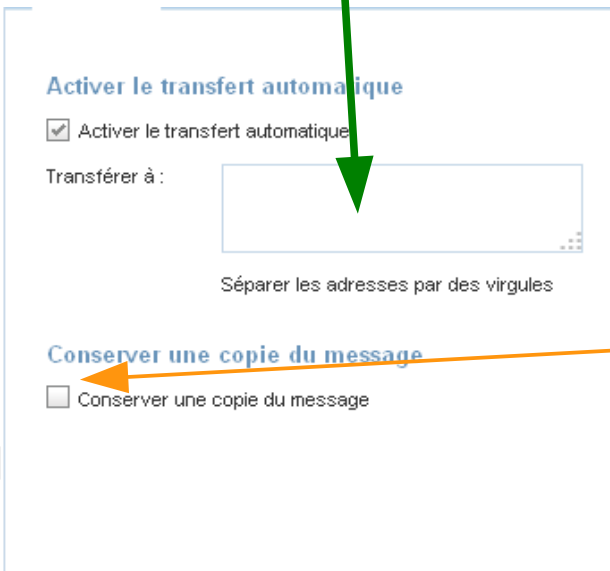 Activer le transfert automatique
Activer le transfert automatique
Transférer à :
Séparer les adresses par des virgules
Conserver une copie du message
Conserver une copie du message